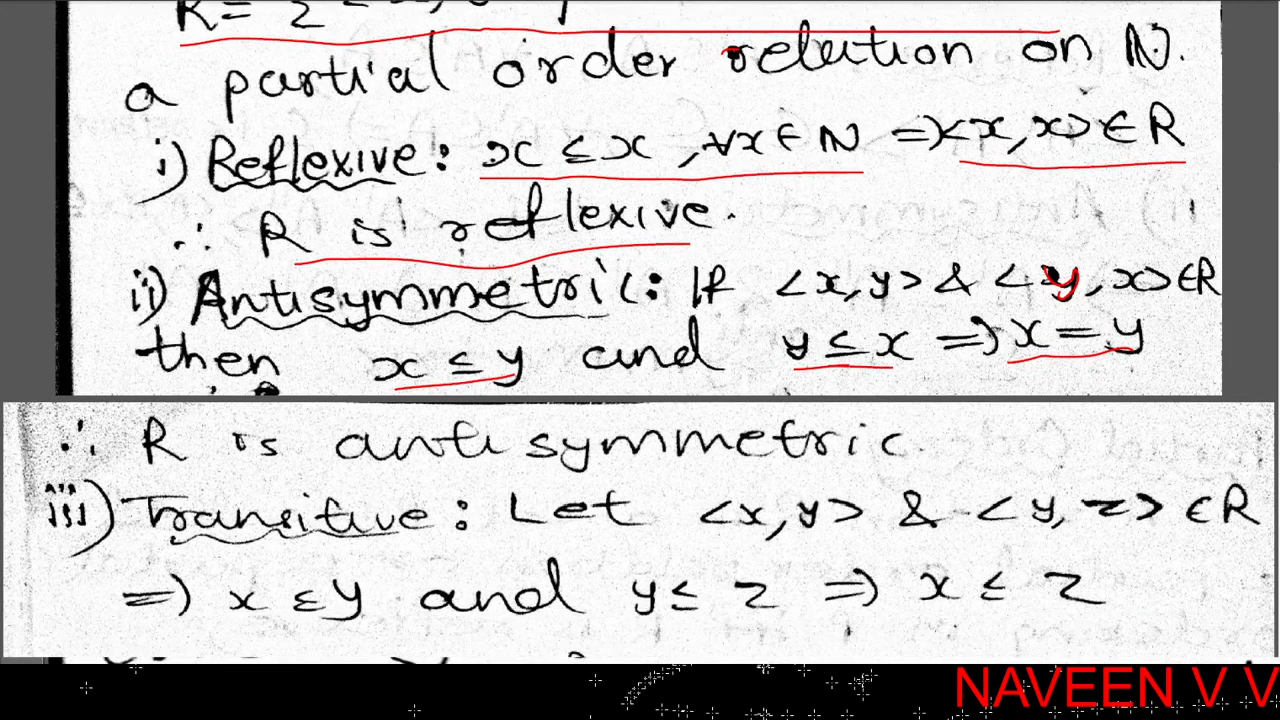 a partial order relation on N.
i) Reflexive: x ≤ x , ∀x ∈ N ⇒ <x, x> ∈ R
∴ R is reflexive.
ii) Antisymmetric: If <x, y> & <y, x> ∈ R
then x ≤ y and y ≤ x ⇒ x = y
∴ R is antisymmetric.
iii) Transitive: Let <x, y> & <y, z> ∈ R
⇒ x ≤ y and y ≤ z ⇒ x ≤ z
NAVEEN V V